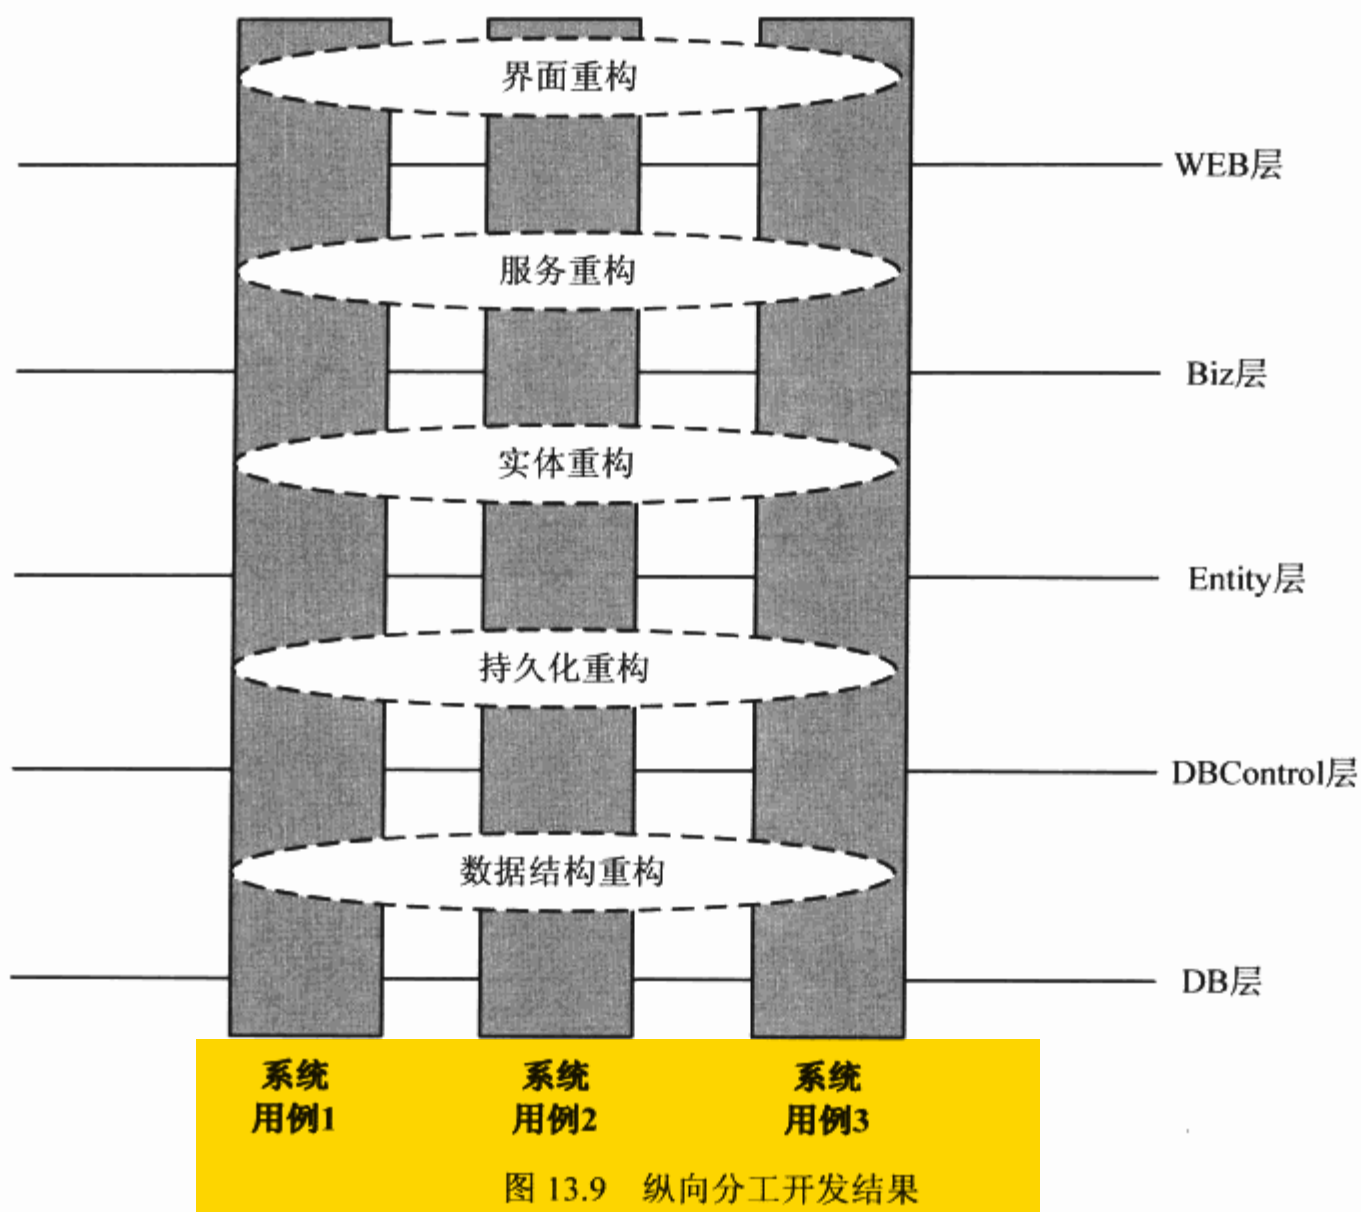 界面重构
WEB层
服务重构
Biz层
实体重构
Entity层
持久化重构
DBControl层
数据结构重构
DB层
系统 系统 系统
用例1 用例2 用例3
图 13.9 纵向分工开发结果